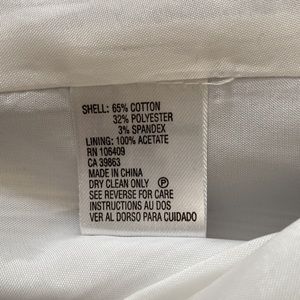 SHELL: 65% COTTON
32% POLYESTER
3% SPANDEX
LINING: 100% ACETATE
RN 106409
CA 39863
MADE IN CHINA
DRY CLEAN ONLY Ⓟ
SEE REVERSE FOR CARE
INSTRUCTIONS AU DOS
VER AL DORSO PARA CUIDADO